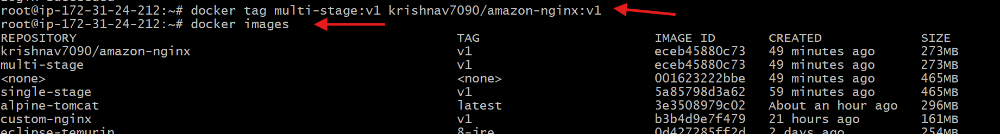 Login Succeeded
root@ip-172-31-24-212:~# docker tag multi-stage:v1 krishnav7090/amazon-nginx:v1
root@ip-172-31-24-212:~# docker images
REPOSITORY TAG IMAGE ID CREATED SIZE
krishnav7090/amazon-nginx v1 eceb45880c73 49 minutes ago 273MB
multi-stage v1 eceb45880c73 49 minutes ago 273MB
<none> <none> 001623222bbe 49 minutes ago 465MB
single-stage v1 5a85798d3a62 59 minutes ago 465MB
alpine-tomcat latest 3e3508979c02 About an hour ago 296MB
custom-nginx v1 b3b4d9e7f479 21 hours ago 161MB
eclipse-temurin 8-jre 0d427285ff2d 2 days ago 254MB